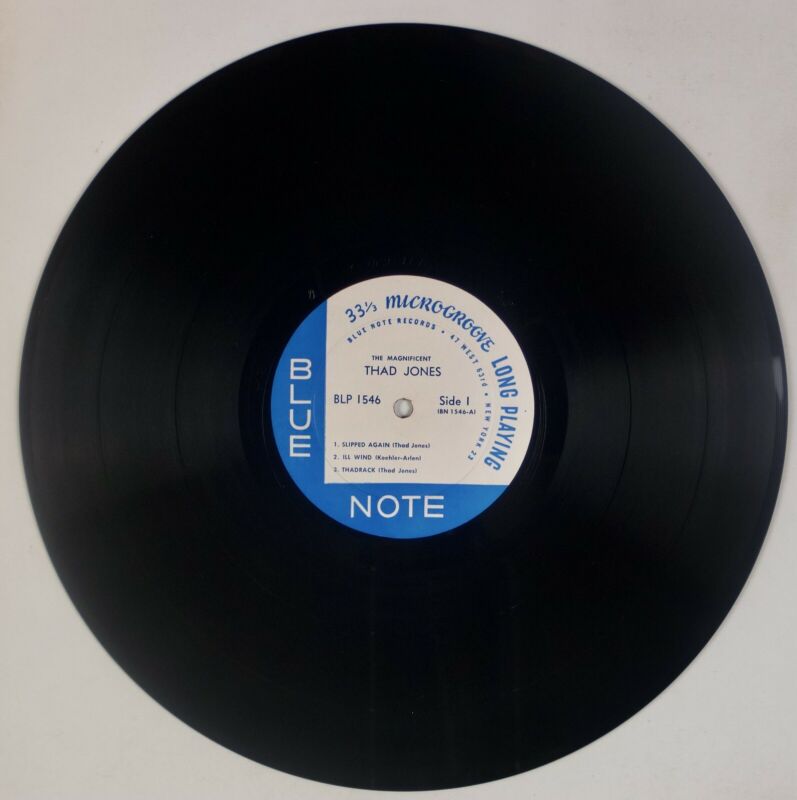 33⅓ MICROGROOVE LONG PLAYING
BLUE NOTE RECORDS • 47 WEST 63rd • NEW YORK 23
THE MAGNIFICENT
THAD JONES
BLP 1546
Side 1
(BN 1546-A)
1. SLIPPED AGAIN (Thad Jones)
2. ILL WIND (Koehler-Arlen)
3. THADRACK (Thad Jones)
BLUE
NOTE